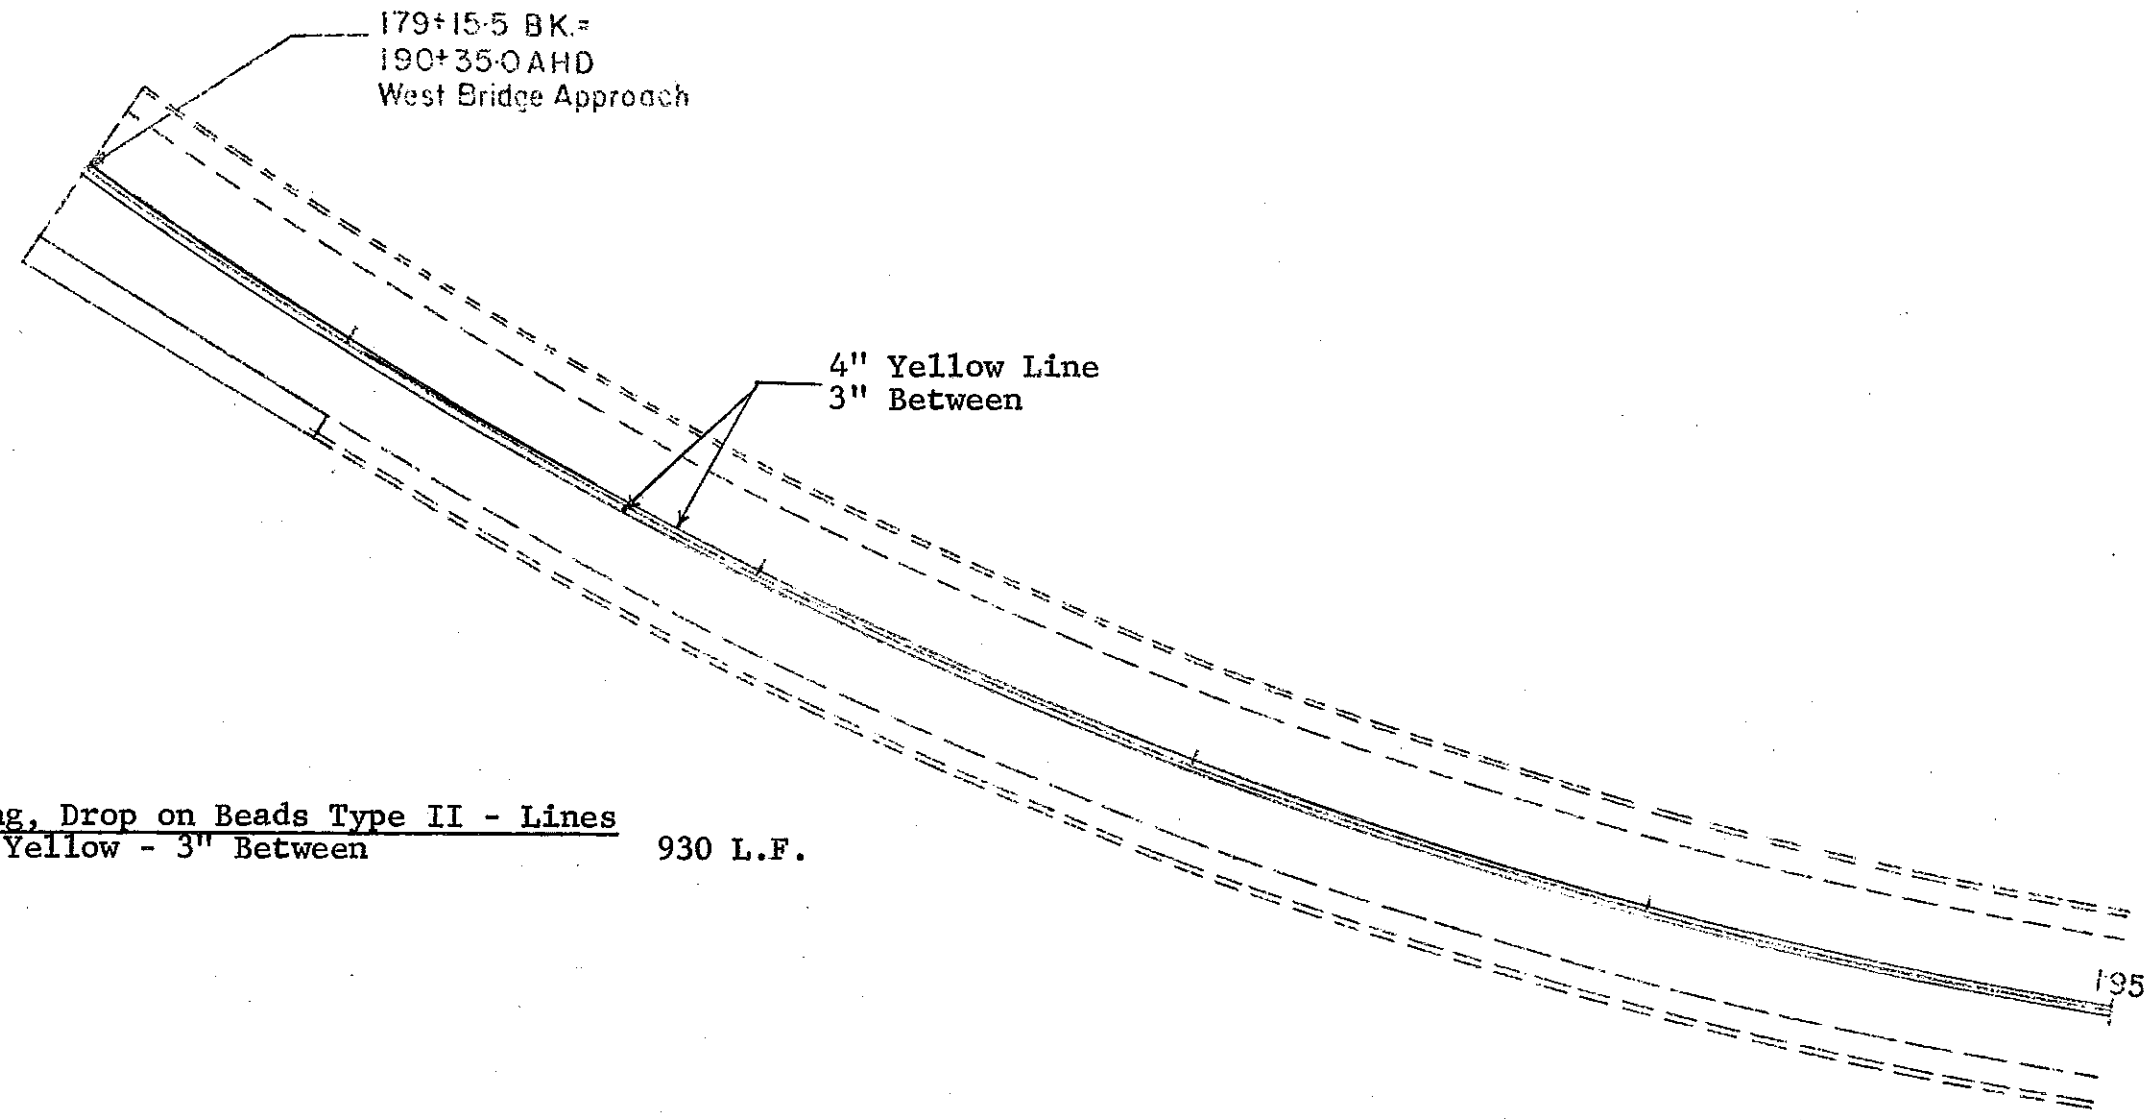 179+15.5 BK.=
190+35.0 AHD
West Bridge Approach
4" Yellow Line
3" Between
195
Drop on Beads Type II - Lines
Yellow - 3" Between 930 L.F.